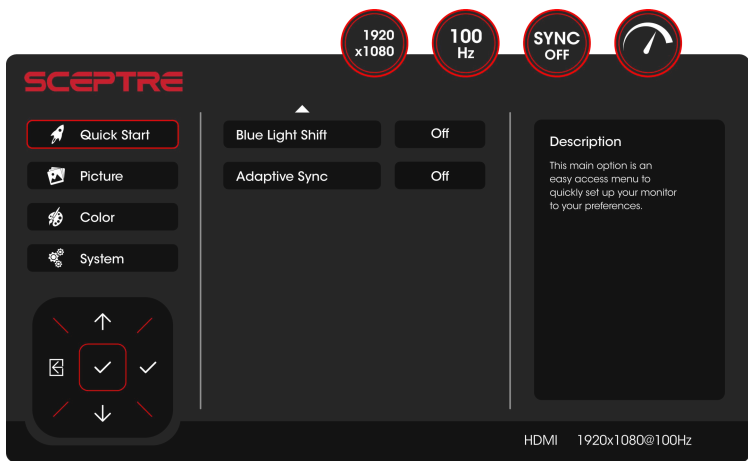 1920
x1080
100
Hz
SYNC
OFF
SCEPTRE
Quick Start
Picture
Color
System
Blue Light Shift Off
Adaptive Sync Off
Description
This main option is an
easy access menu to
quickly set up your monitor
to your preferences.
HDMI 1920x1080@100Hz